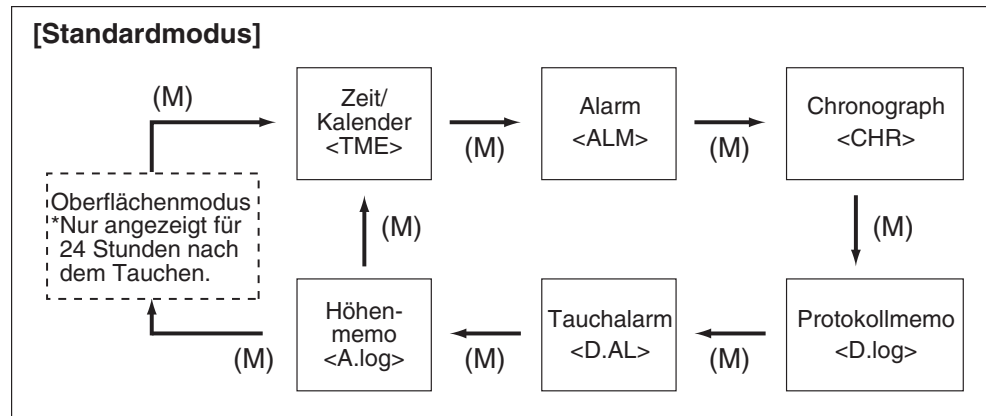 [Standardmodus]
(M)
Zeit/
Kalender
<TME>
(M)
Alarm
<ALM>
(M)
Chronograph
<CHR>
Oberflächenmodus
*Nur angezeigt für
24 Stunden nach
dem Tauchen.
(M)
(M)
(M)
Höhen-
memo
<A.log>
(M)
Tauchalarm
<D.AL>
(M)
Protokollmemo
<D.log>
(M)